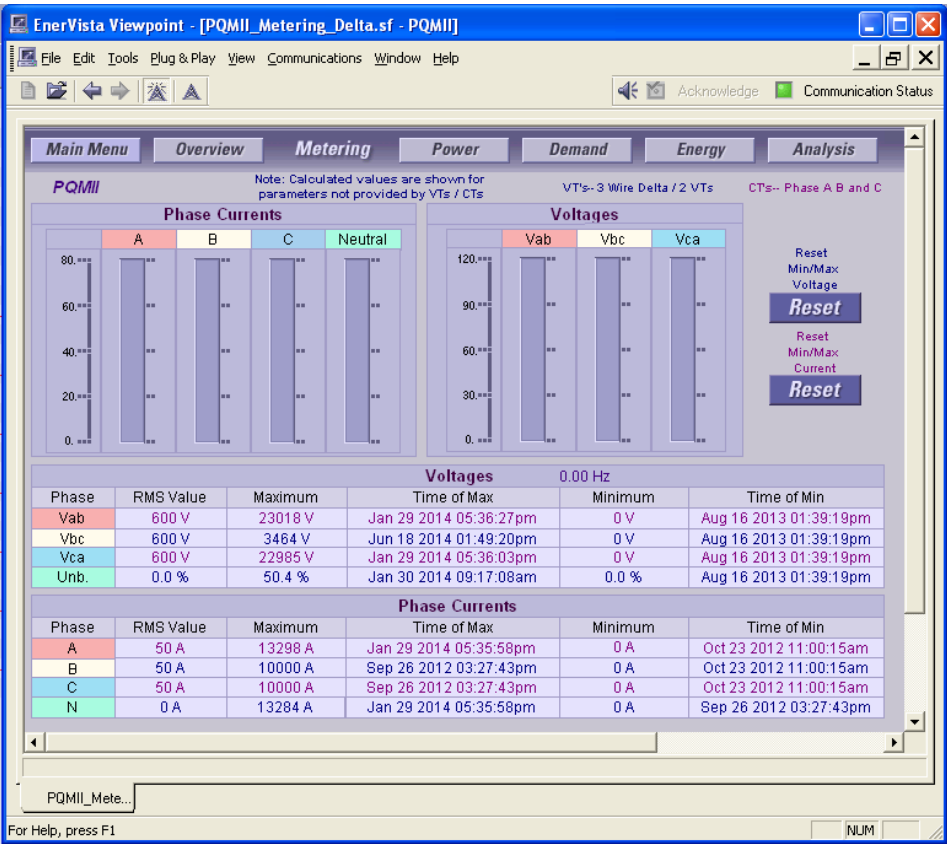 EnerVista Viewpoint - [PQMII_Metering_Delta.sf - PQMII]
File Edit Tools Plug & Play View Communications Window Help
Acknowledge Communication Status
Main Menu Overview Metering Power Demand Energy Analysis
PQMII
Note: Calculated values are shown for
parameters not provided by VTs / CTs
VT's-- 3 Wire Delta / 2 VTs
CT's-- Phase A B and C
Phase Currents
A B C Neutral
80.
60.
40.
20.
0.
Voltages
Vab Vbc Vca
120.
90.
60.
30.
0.
Reset
Min/Max
Voltage
Reset
Reset
Min/Max
Current
Reset
Voltages 0.00 Hz
Phase RMS Value Maximum Time of Max Minimum Time of Min
Vab 600 V 23018 V Jan 29 2014 05:36:27pm 0 V Aug 16 2013 01:39:19pm
Vbc 600 V 3464 V Jun 18 2014 01:49:20pm 0 V Aug 16 2013 01:39:19pm
Vca 600 V 22985 V Jan 29 2014 05:36:03pm 0 V Aug 16 2013 01:39:19pm
Unb. 0.0 % 50.4 % Jan 30 2014 09:17:08am 0.0 % Aug 16 2013 01:39:19pm
Phase Currents
Phase RMS Value Maximum Time of Max Minimum Time of Min
A 50 A 13298 A Jan 29 2014 05:35:58pm 0 A Oct 23 2012 11:00:15am
B 50 A 10000 A Sep 26 2012 03:27:43pm 0 A Oct 23 2012 11:00:15am
C 50 A 10000 A Sep 26 2012 03:27:43pm 0 A Oct 23 2012 11:00:15am
N 0 A 13284 A Jan 29 2014 05:35:58pm 0 A Sep 26 2012 03:27:43pm
PQMII_Mete...
For Help, press F1 NUM